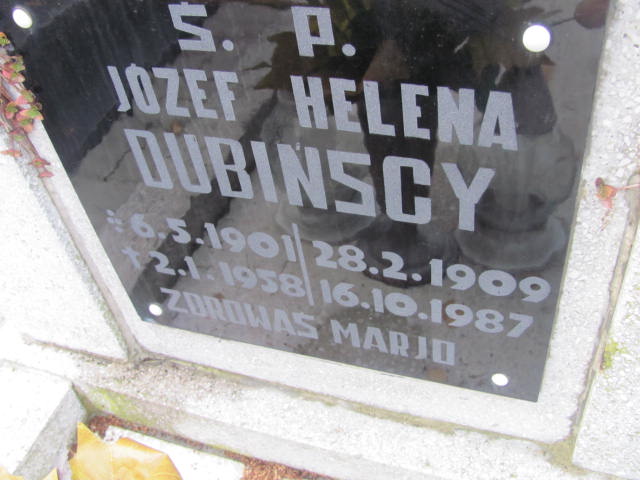 Ś. P.
JÓZEF HELENA
DUBIŃSCY
* 6.5.1901 28.2.1909
† 2.1.1958 16.10.1987
ZDROWAŚ MARJO